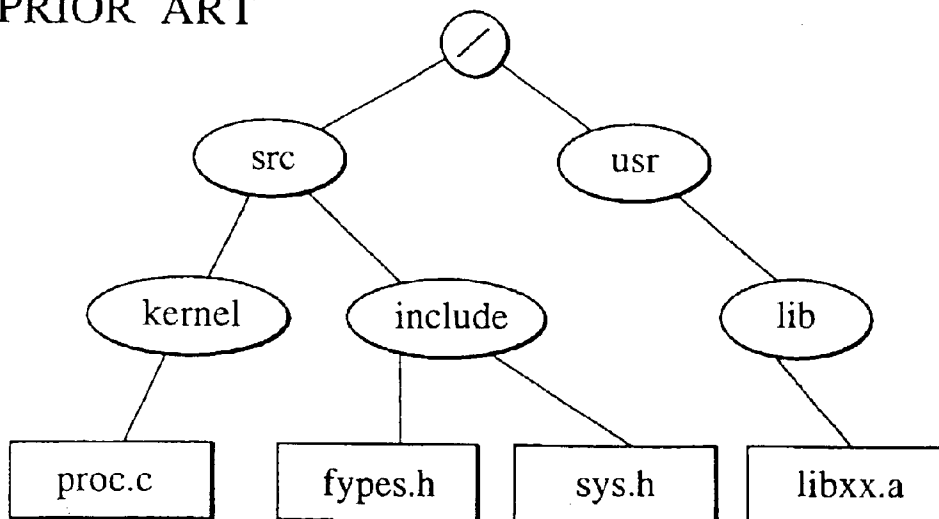 PRIOR ART
/
src
usr
kernel
include
lib
proc.c
fypes.h
sys.h
libxx.a